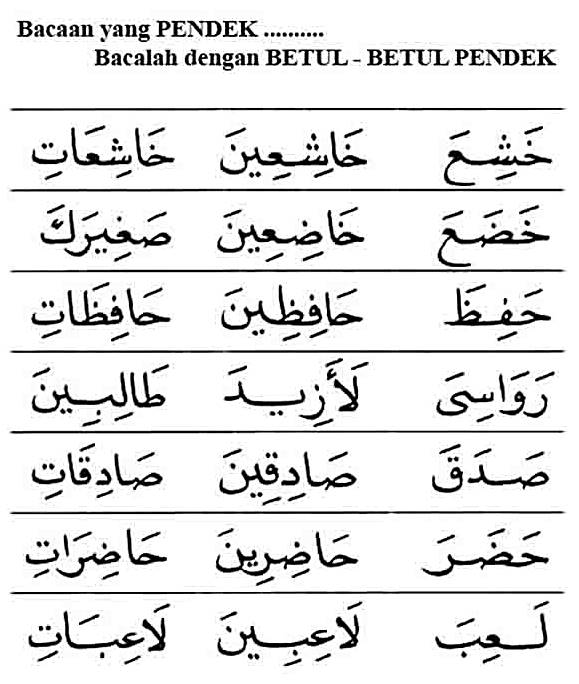 Bacaan yang PENDEK ..........
Bacalah dengan BETUL - BETUL PENDEK
خَشِعَ خَاشِعِينَ خَاشِعَاتِ
خَضَعَ خَاضِعِينَ صَغِيرَكَ
حَفِظَ حَافِظِينَ حَافِظَاتِ
رَوَاسِىَ لَأَزِيدَ طَالِبِينَ
صَدَقَ صَادِقِينَ صَادِقَاتِ
حَضَرَ حَاضِرِينَ حَاضِرَاتِ
لَعِبَ لَاعِبِينَ لَاعِبَاتِ